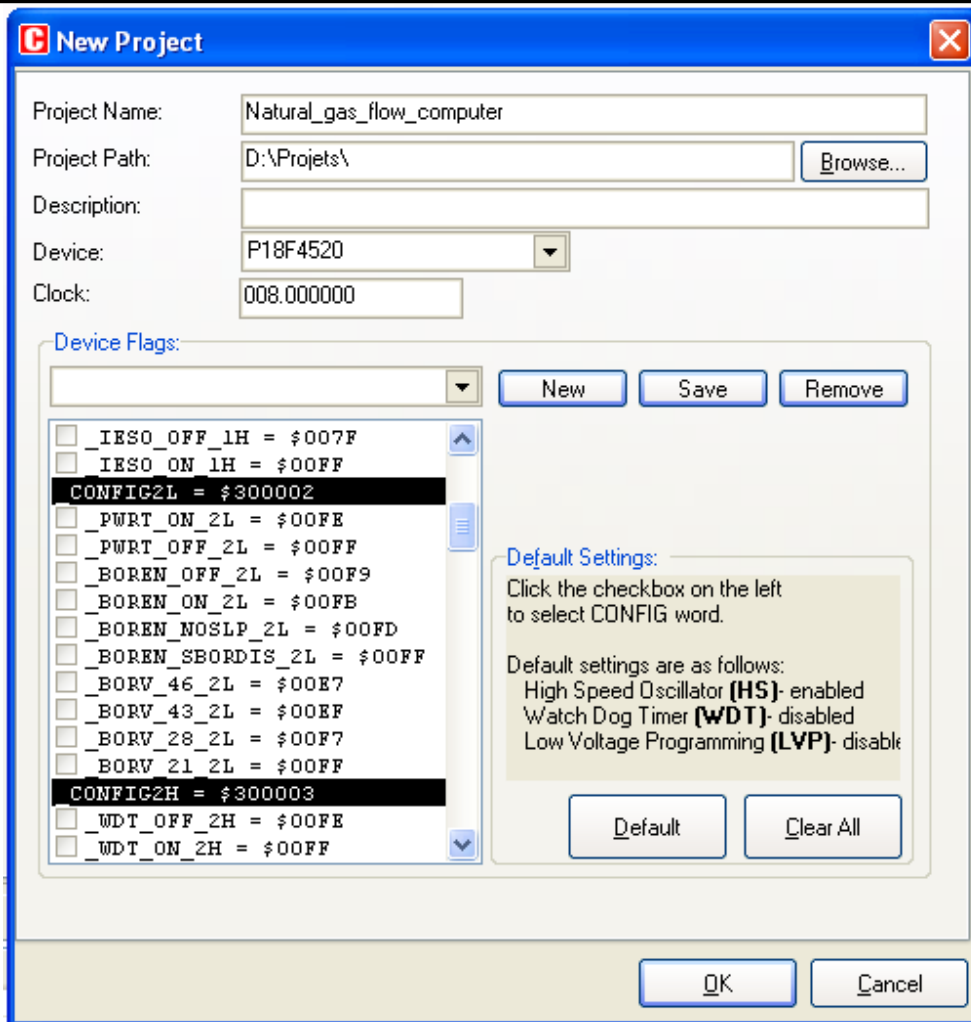 C New Project
Project Name: Natural_gas_flow_computer
Project Path: D:\Projets\ Browse...
Description:
Device: P18F4520
Clock: 008.000000
Device Flags:
New Save Remove
_IESO_OFF_1H = $007F
_IESO_ON_1H = $00FF
_CONFIG2L = $300002
_PWRT_ON_2L = $00FE
_PWRT_OFF_2L = $00FF
_BOREN_OFF_2L = $00F9
_BOREN_ON_2L = $00FB
_BOREN_NOSLP_2L = $00FD
_BOREN_SBORDIS_2L = $00FF
_BORV_46_2L = $00E7
_BORV_43_2L = $00EF
_BORV_28_2L = $00F7
_BORV_21_2L = $00FF
_CONFIG2H = $300003
_WDT_OFF_2H = $00FE
_WDT_ON_2H = $00FF
Default Settings:
Click the checkbox on the left
to select CONFIG word.
Default settings are as follows:
High Speed Oscillator (HS)- enabled
Watch Dog Timer (WDT)- disabled
Low Voltage Programming (LVP)- disable
Default Clear All
OK Cancel